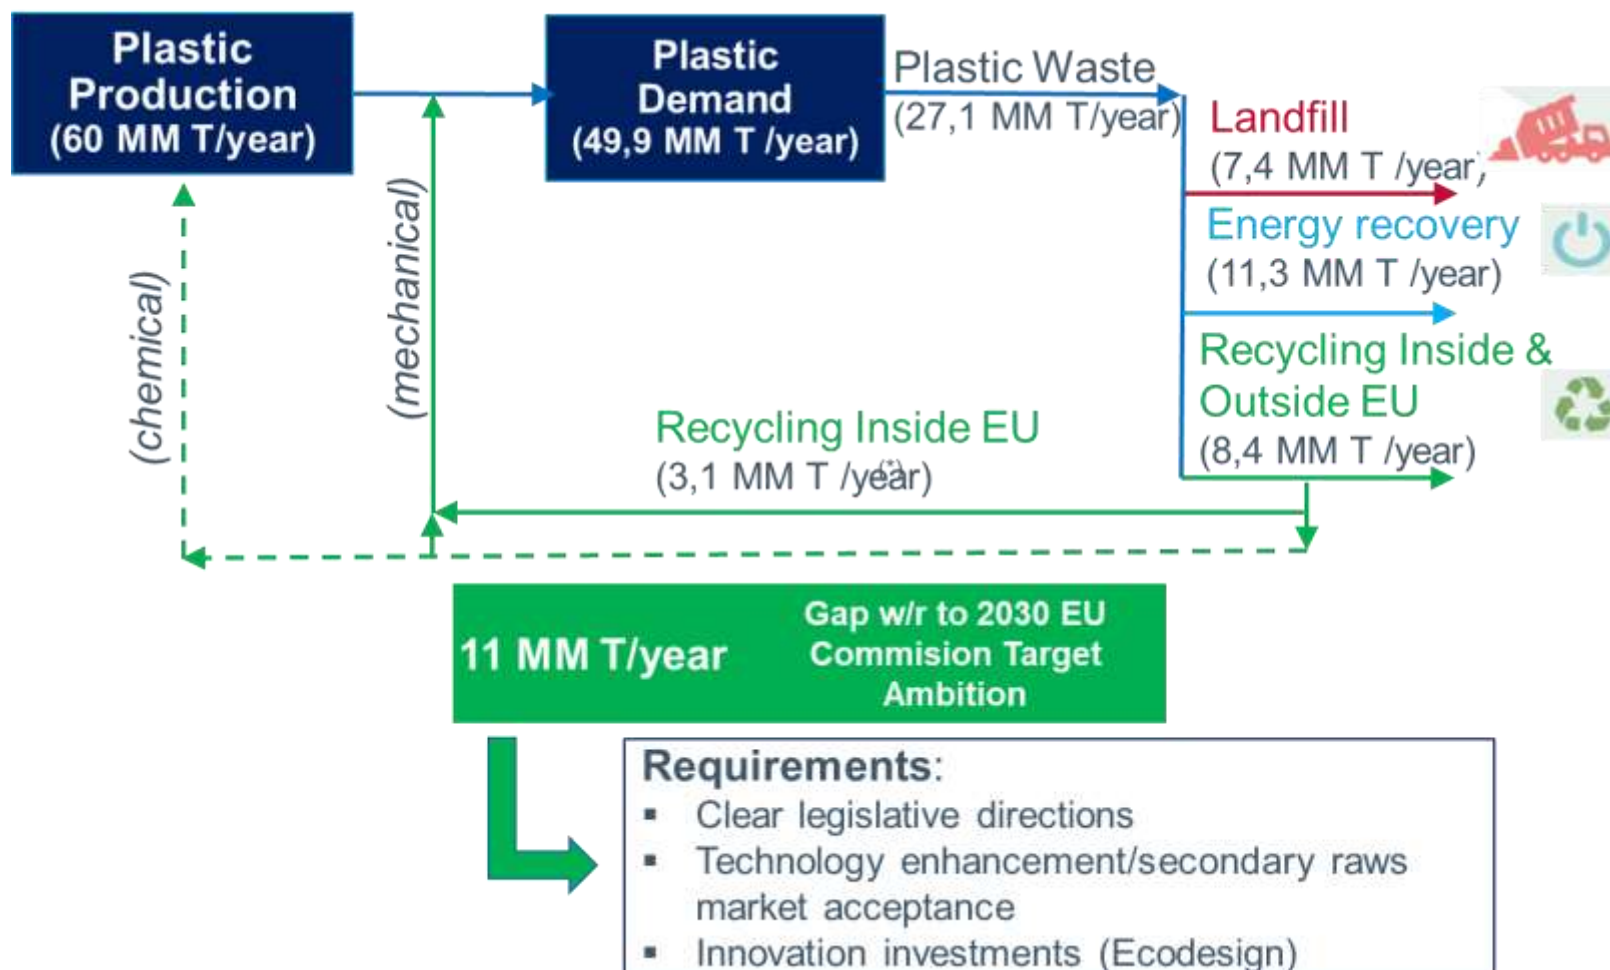 Plastic
Production
(60 MM T/year)
Plastic
Demand
(49,9 MM T /year)
Plastic Waste
(27,1 MM T/year)
Landfill
(7,4 MM T /year)
Energy recovery
(11,3 MM T /year)
Recycling Inside &
Outside EU
(8,4 MM T /year)
(chemical)
(mechanical)
Recycling Inside EU
(3,1 MM T /year)
(*)
11 MM T/year
Gap w/r to 2030 EU
Commision Target
Ambition
Requirements:
▪ Clear legislative directions
▪ Technology enhancement/secondary raws
market acceptance
▪ Innovation investments (Ecodesign)